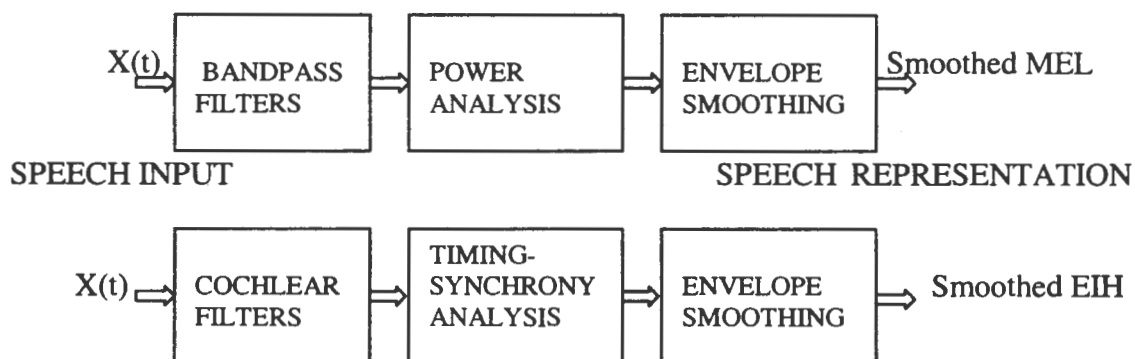 X(t)
BANDPASS
FILTERS
POWER
ANALYSIS
ENVELOPE
SMOOTHING
Smoothed MEL
SPEECH INPUT
SPEECH REPRESENTATION
X(t)
COCHLEAR
FILTERS
TIMING-
SYNCHRONY
ANALYSIS
ENVELOPE
SMOOTHING
Smoothed EIH